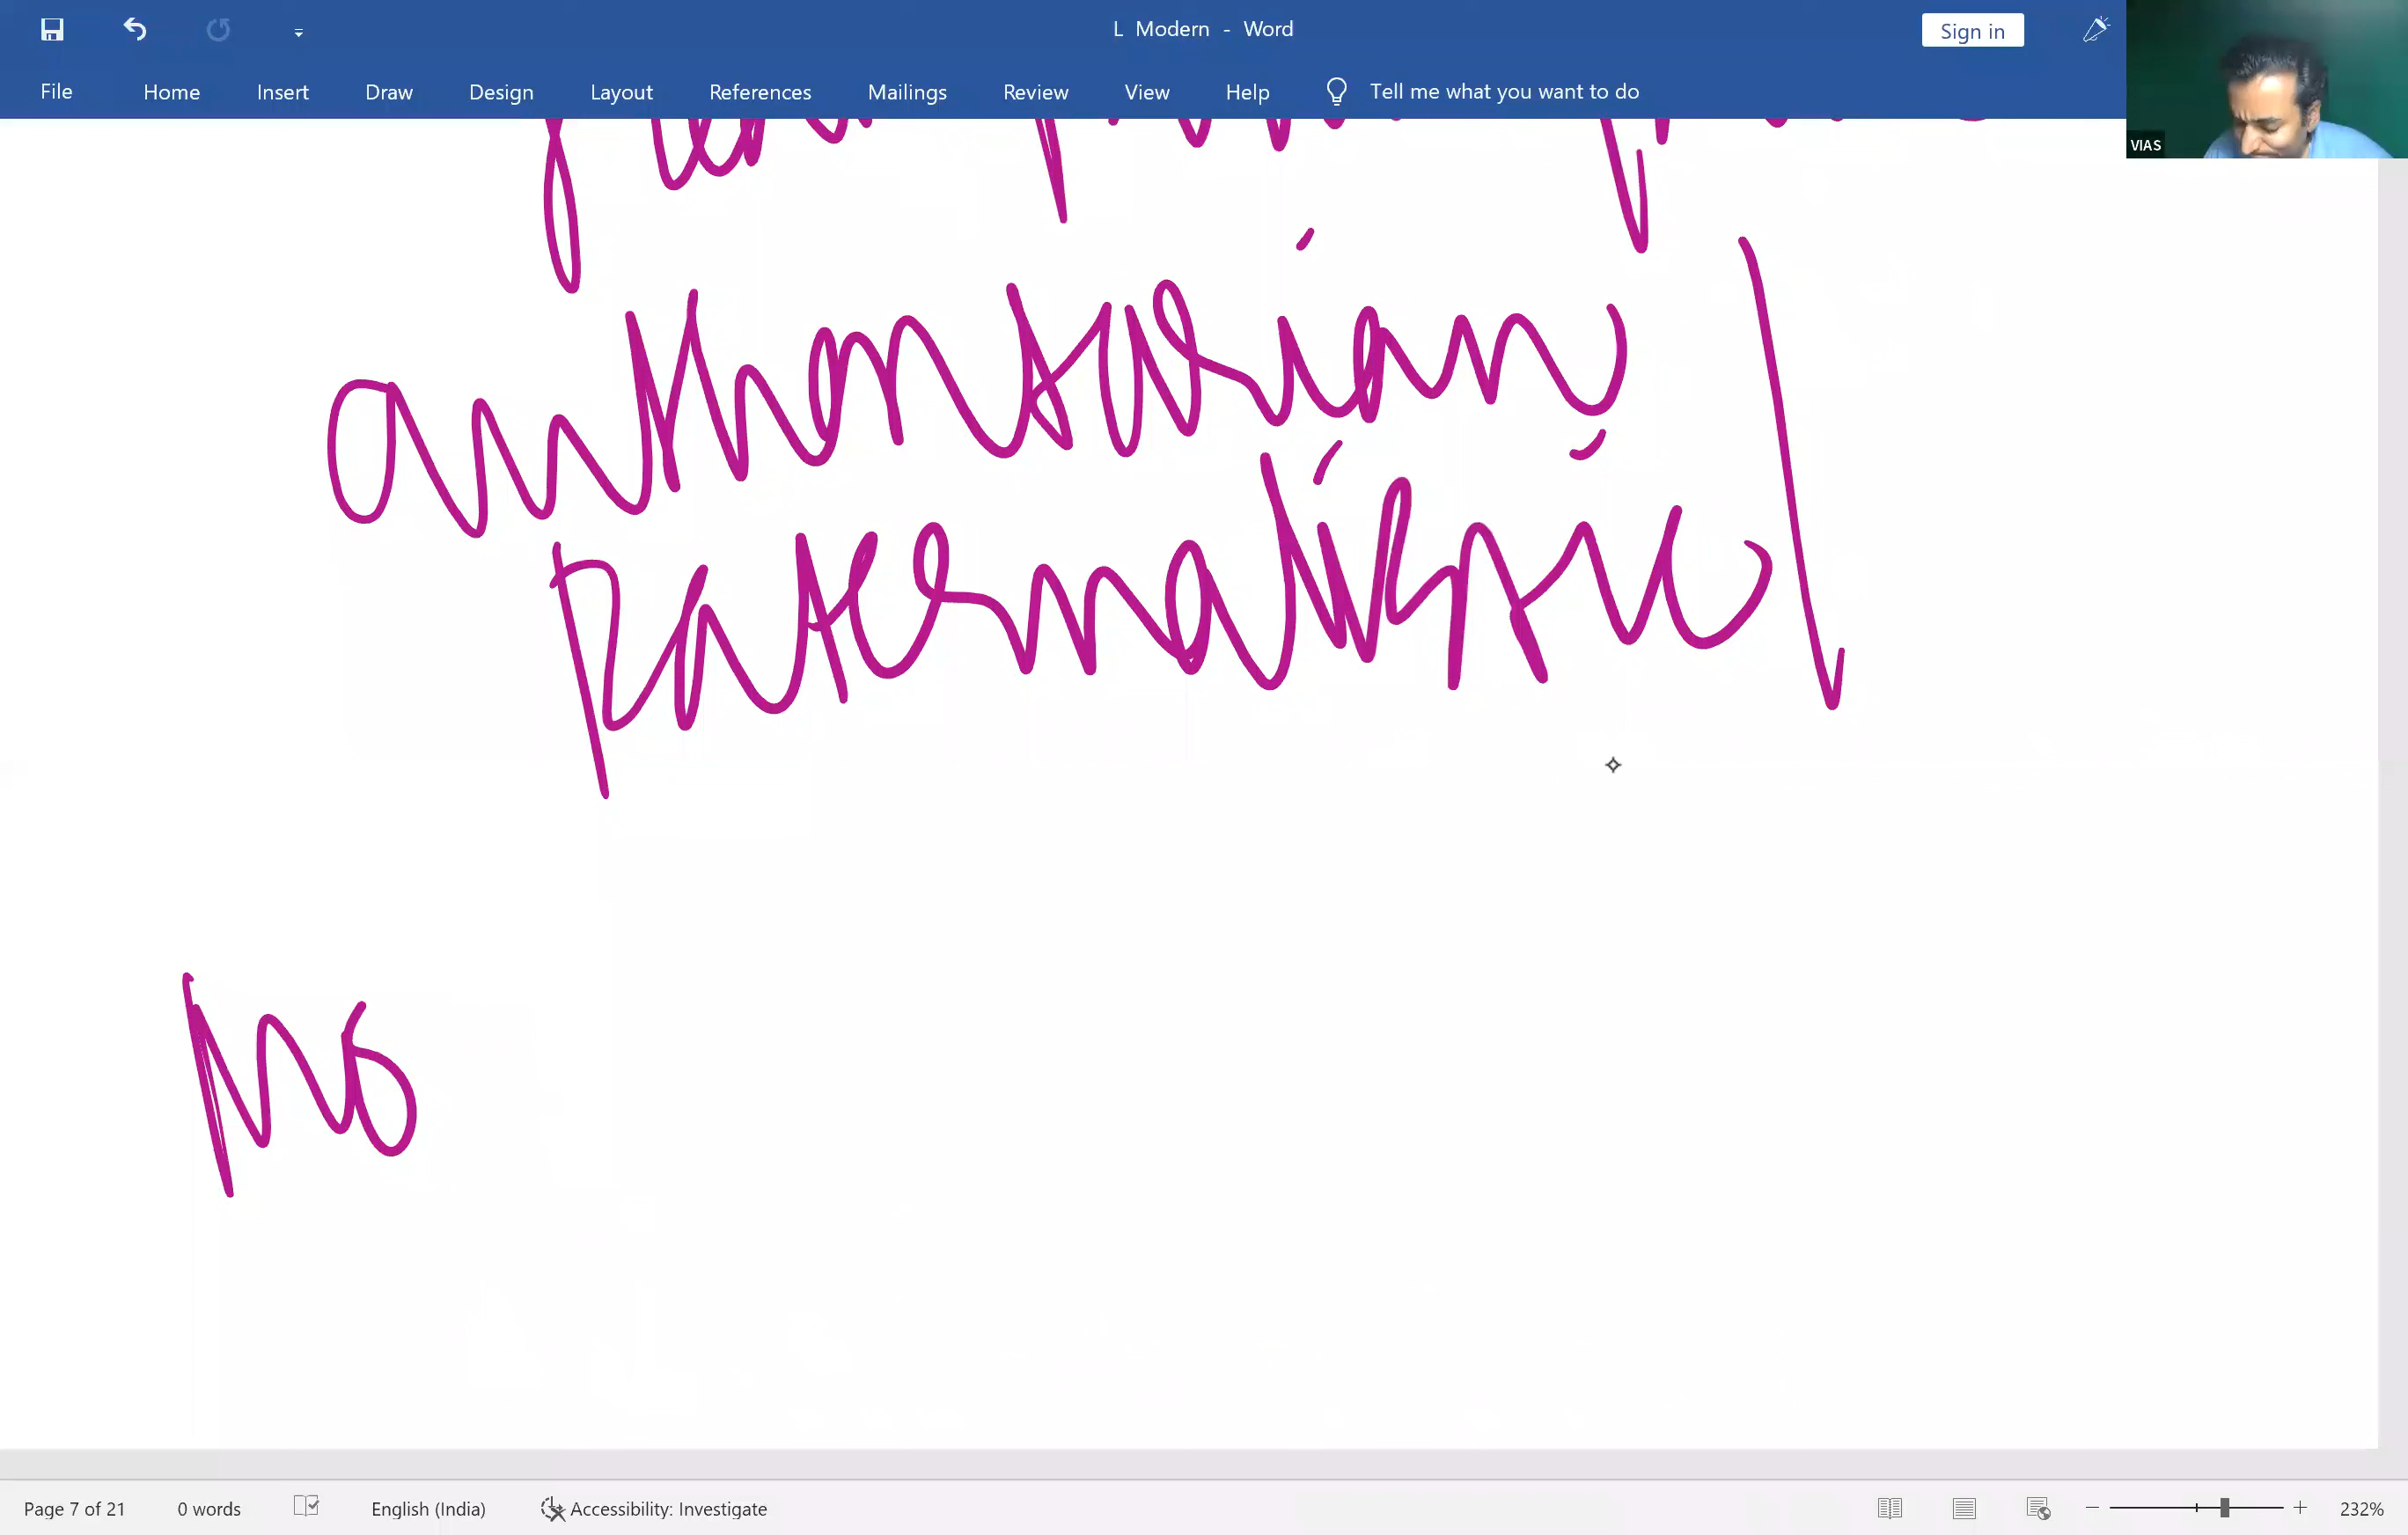 L Modern - Word
Sign in
File Home Insert Draw Design Layout References Mailings Review View Help Tell me what you want to do
VIAS
authoritarian
Paternalistic
Mo
Page 7 of 21 0 words English (India) Accessibility: Investigate 232%